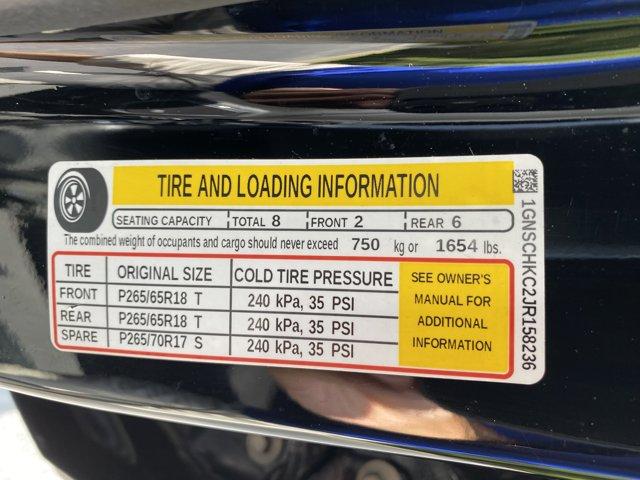 TIRE AND LOADING INFORMATION
SEATING CAPACITY TOTAL 8 FRONT 2 REAR 6
The combined weight of occupants and cargo should never exceed 750 kg or 1654 lbs.
TIRE ORIGINAL SIZE COLD TIRE PRESSURE
FRONT P265/65R18 T 240 kPa, 35 PSI
REAR P265/65R18 T 240 kPa, 35 PSI
SPARE P265/70R17 S 240 kPa, 35 PSI
SEE OWNER'S
MANUAL FOR
ADDITIONAL
INFORMATION
1GNSCHKC2JR158236